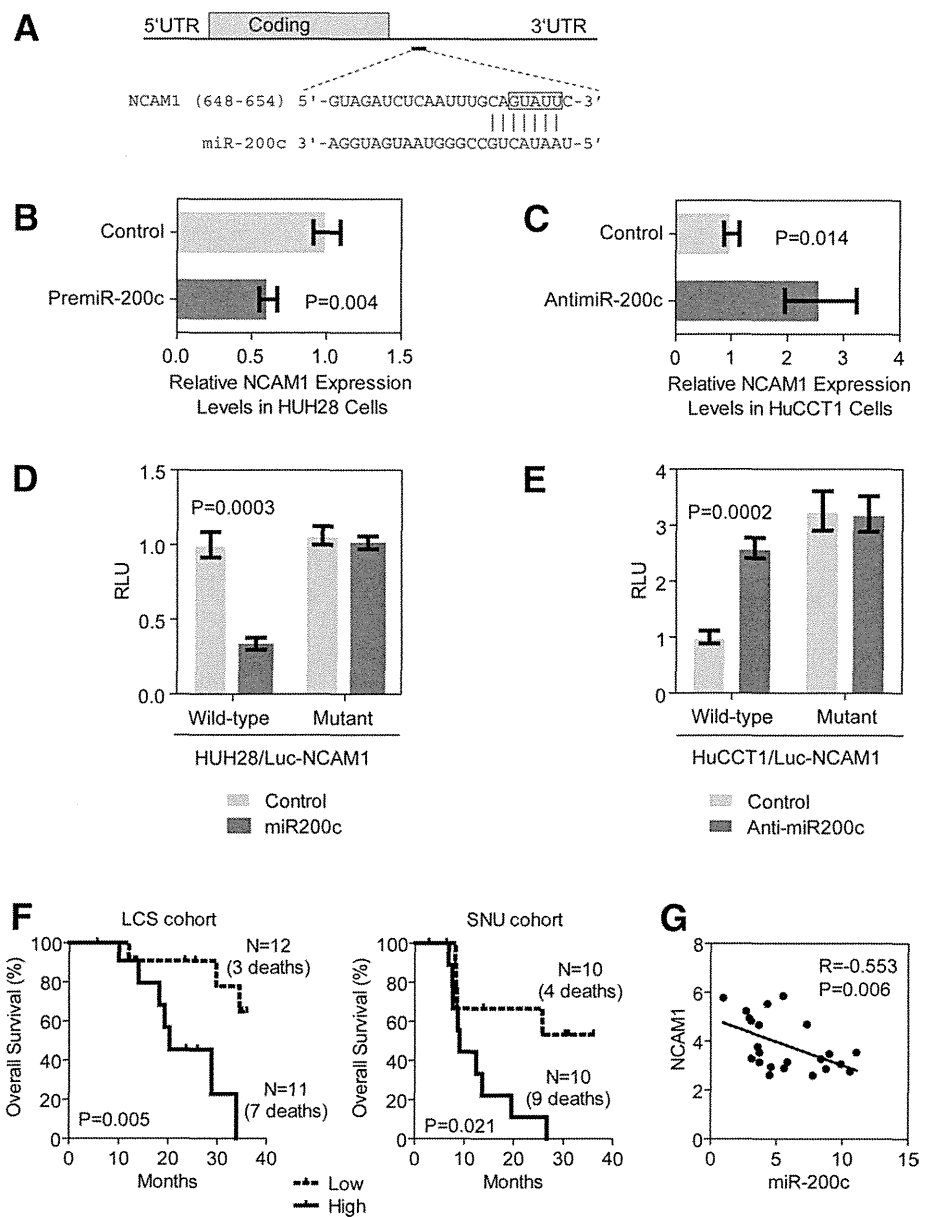 A
5'UTR Coding 3'UTR
NCAM1 (648-654) 5'-GUAGAUCUCAAUUUGCAGUAUUC-3'
miR-200c 3'-AGGUAGUAAUGGGCCGUCAUAAU-5'
B
Control
PremiR-200c
P=0.004
0.0 0.5 1.0 1.5
Relative NCAM1 Expression
Levels in HUH28 Cells
C
Control
P=0.014
AntimiR-200c
0 1 2 3 4
Relative NCAM1 Expression
Levels in HuCCT1 Cells
D
1.5
P=0.0003
1.0
RLU
0.5
0.0
Wild-type Mutant
HUH28/Luc-NCAM1
Control
miR200c
E
4
P=0.0002
3
RLU
2
1
0
Wild-type Mutant
HuCCT1/Luc-NCAM1
Control
Anti-miR200c
F
LCS cohort
Overall Survival (%)
100
80
60
40
20
0
N=12
(3 deaths)
N=11
(7 deaths)
P=0.005
0 10 20 30 40
Months
SNU cohort
Overall Survival (%)
100
80
60
40
20
0
N=10
(4 deaths)
N=10
(9 deaths)
P=0.021
0 10 20 30 40
Months
Low
High
G
8
6
4
2
0
NCAM1
R=-0.553
P=0.006
0 5 10 15
miR-200c